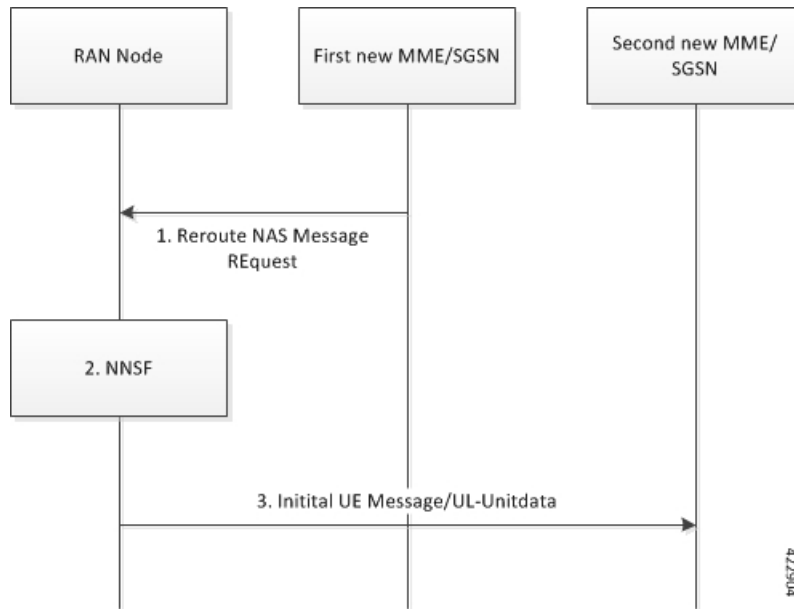 RAN Node
First new MME/SGSN
Second new MME/
SGSN
1. Reroute NAS Message
REquest
2. NNSF
3. Initital UE Message/UL-Unitdata
422904